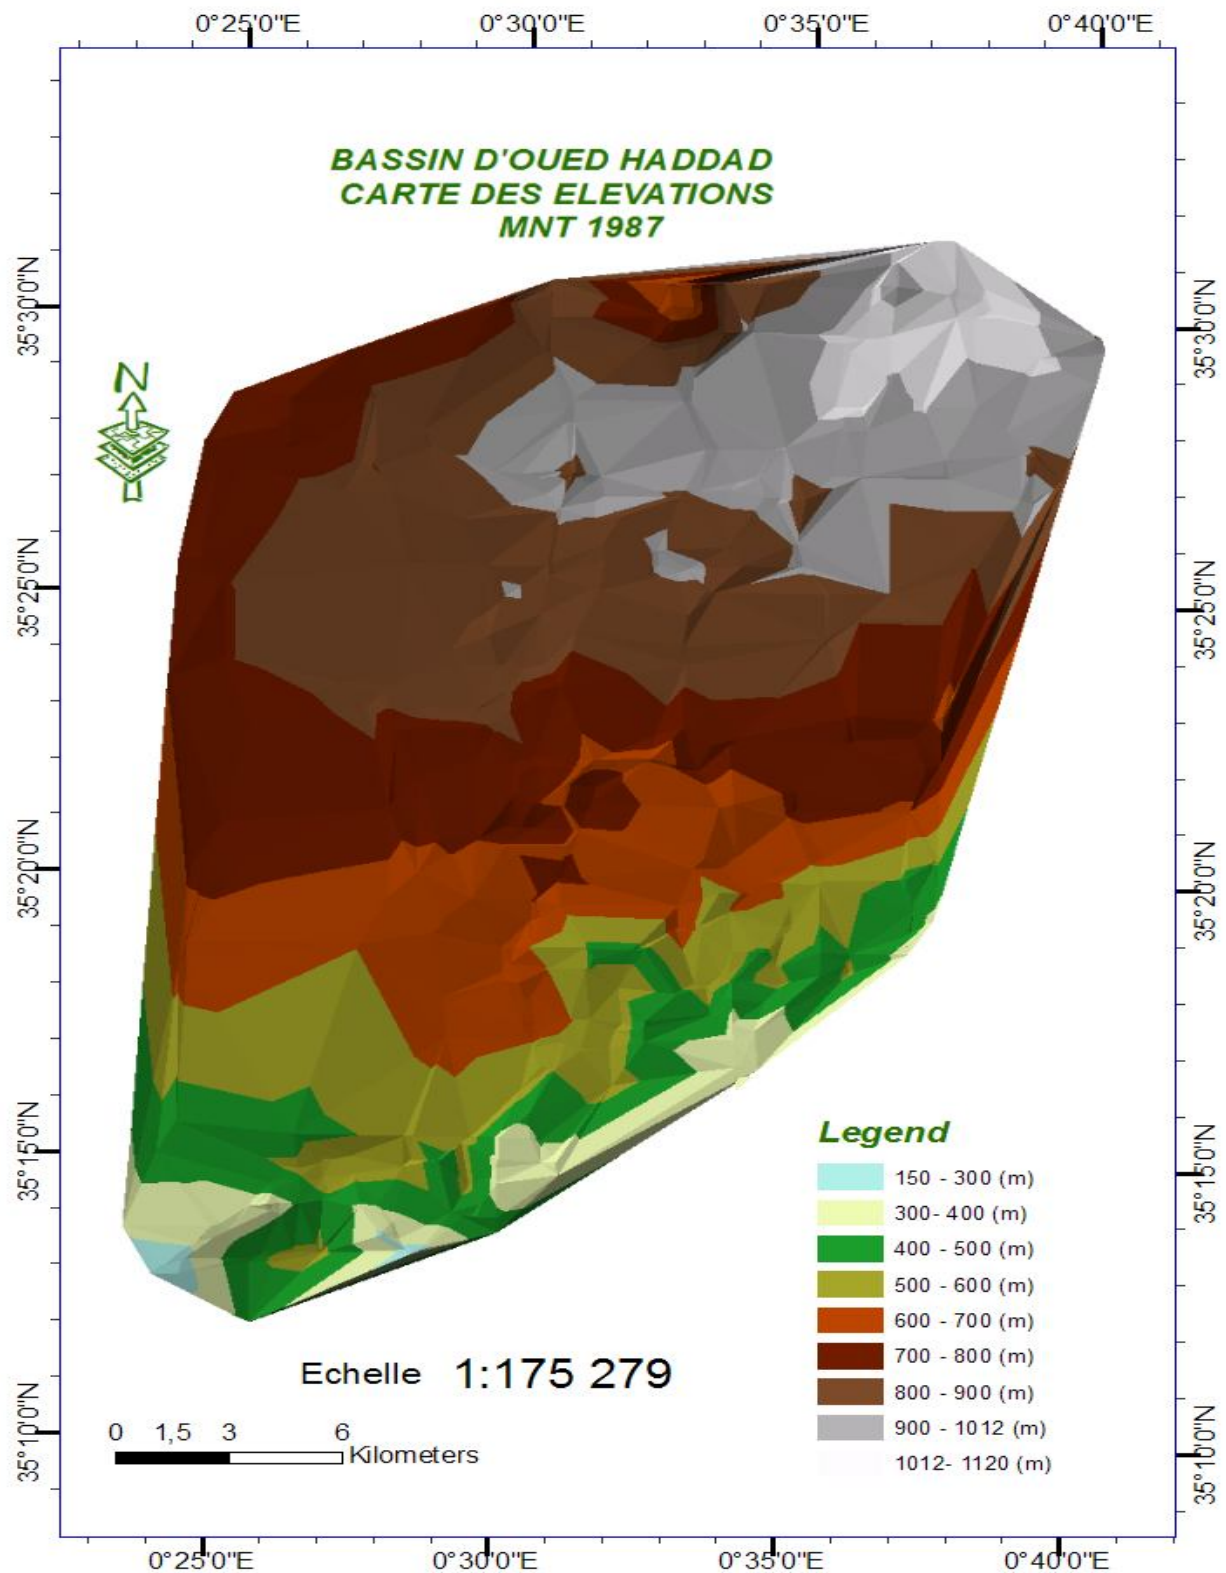 0°25'0"E 0°30'0"E 0°35'0"E 0°40'0"E
BASSIN D'OUED HADDAD
CARTE DES ELEVATIONS
MNT 1987
35°30'0"N
35°30'0"N
N
35°25'0"N
35°25'0"N
35°20'0"N
35°20'0"N
35°15'0"N
35°15'0"N
Legend
150 - 300 (m)
300- 400 (m)
400 - 500 (m)
500 - 600 (m)
600 - 700 (m)
700 - 800 (m)
800 - 900 (m)
900 - 1012 (m)
1012- 1120 (m)
Echelle 1:175 279
0 1,5 3 6
Kilometers
35°10'0"N
35°10'0"N
0°25'0"E 0°30'0"E 0°35'0"E 0°40'0"E